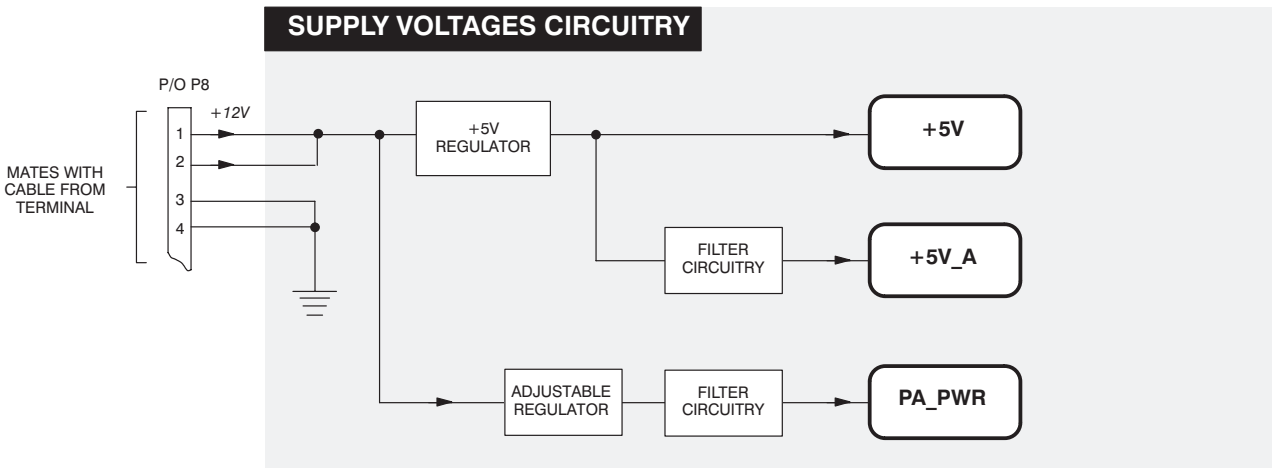 SUPPLY VOLTAGES CIRCUITRY
P/O P8
+12V
1
2
3
4
MATES WITH
CABLE FROM
TERMINAL
+5V
REGULATOR
+5V
FILTER
CIRCUITRY
+5V_A
ADJUSTABLE
REGULATOR
FILTER
CIRCUITRY
PA_PWR